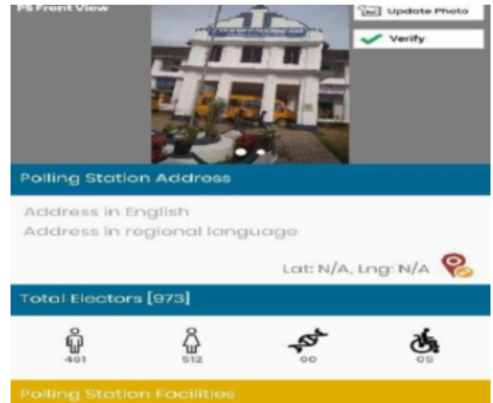 PS Front View
Update Photo
Verify
Polling Station Address
Address in English
Address in regional language
Lat: N/A, Lng: N/A
Total Electors [973]
461 512 00 05
Polling Station Facilities